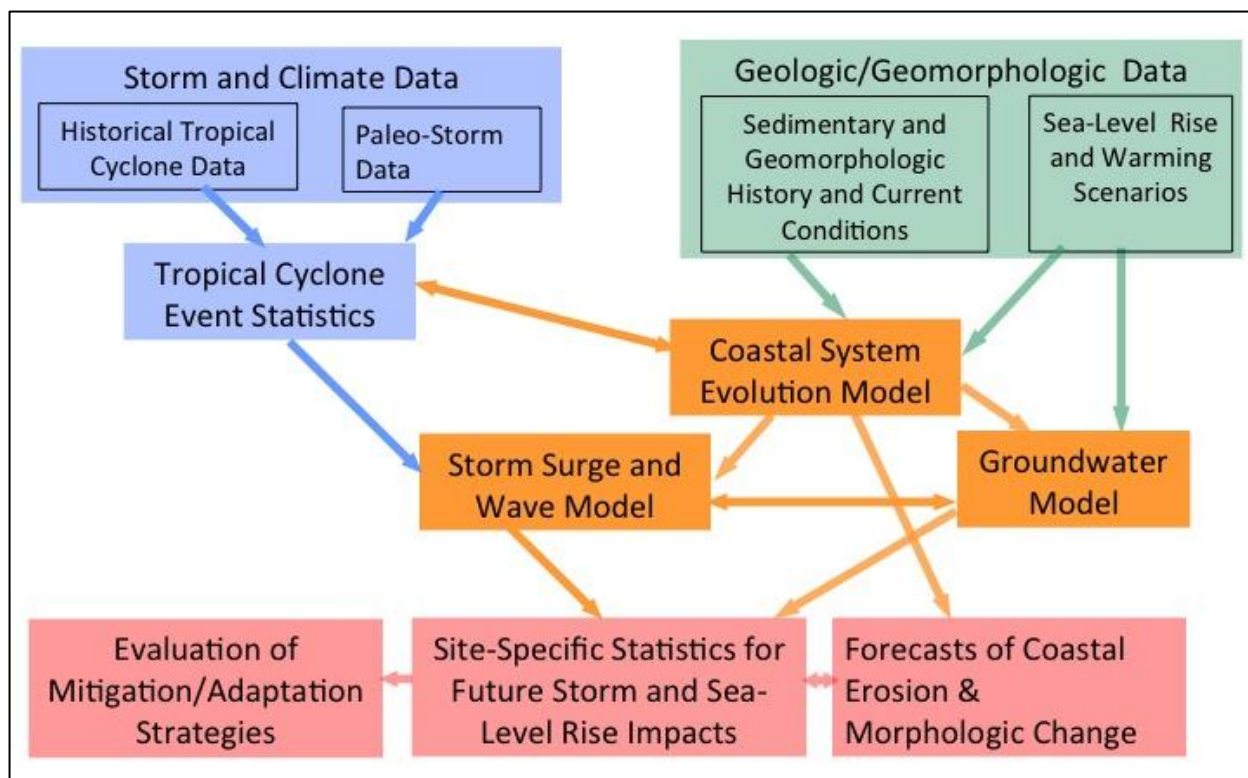 Storm and Climate Data
Historical Tropical
Cyclone Data
Paleo-Storm
Data
Geologic/Geomorphologic Data
Sedimentary and
Geomorphologic
History and Current
Conditions
Sea-Level Rise
and Warming
Scenarios
Tropical Cyclone
Event Statistics
Coastal System
Evolution Model
Storm Surge and
Wave Model
Groundwater
Model
Evaluation of
Mitigation/Adaptation
Strategies
Site-Specific Statistics for
Future Storm and Sea-
Level Rise Impacts
Forecasts of Coastal
Erosion &
Morphologic Change